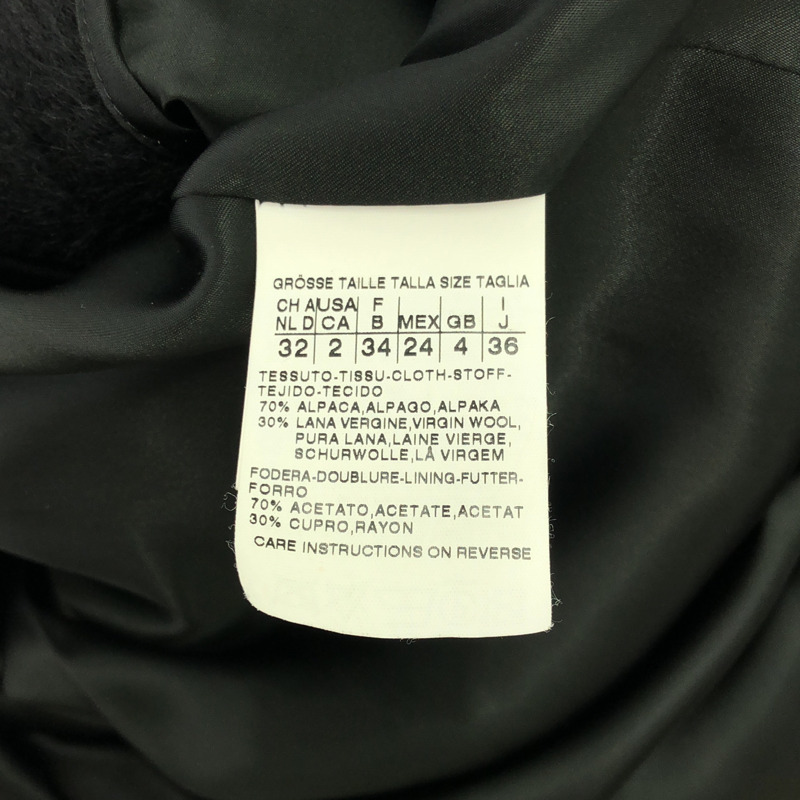 GRÖSSE TAILLE TALLA SIZE TAGLIA
CH A USA F I
NL D CA B MEX GB J
32 2 34 24 4 36
TESSUTO-TISSU-CLOTH-STOFF-
TEJIDO-TECIDO
70% ALPACA,ALPAGO,ALPAKA
30% LANA VERGINE,VIRGIN WOOL,
PURA LANA,LAINE VIERGE,
SCHURWOLLE,LÅ VIRGEM
FODERA-DOUBLURE-LINING-FUTTER-
FORRO
70% ACETATO,ACETATE,ACETAT
30% CUPRO,RAYON
CARE INSTRUCTIONS ON REVERSE